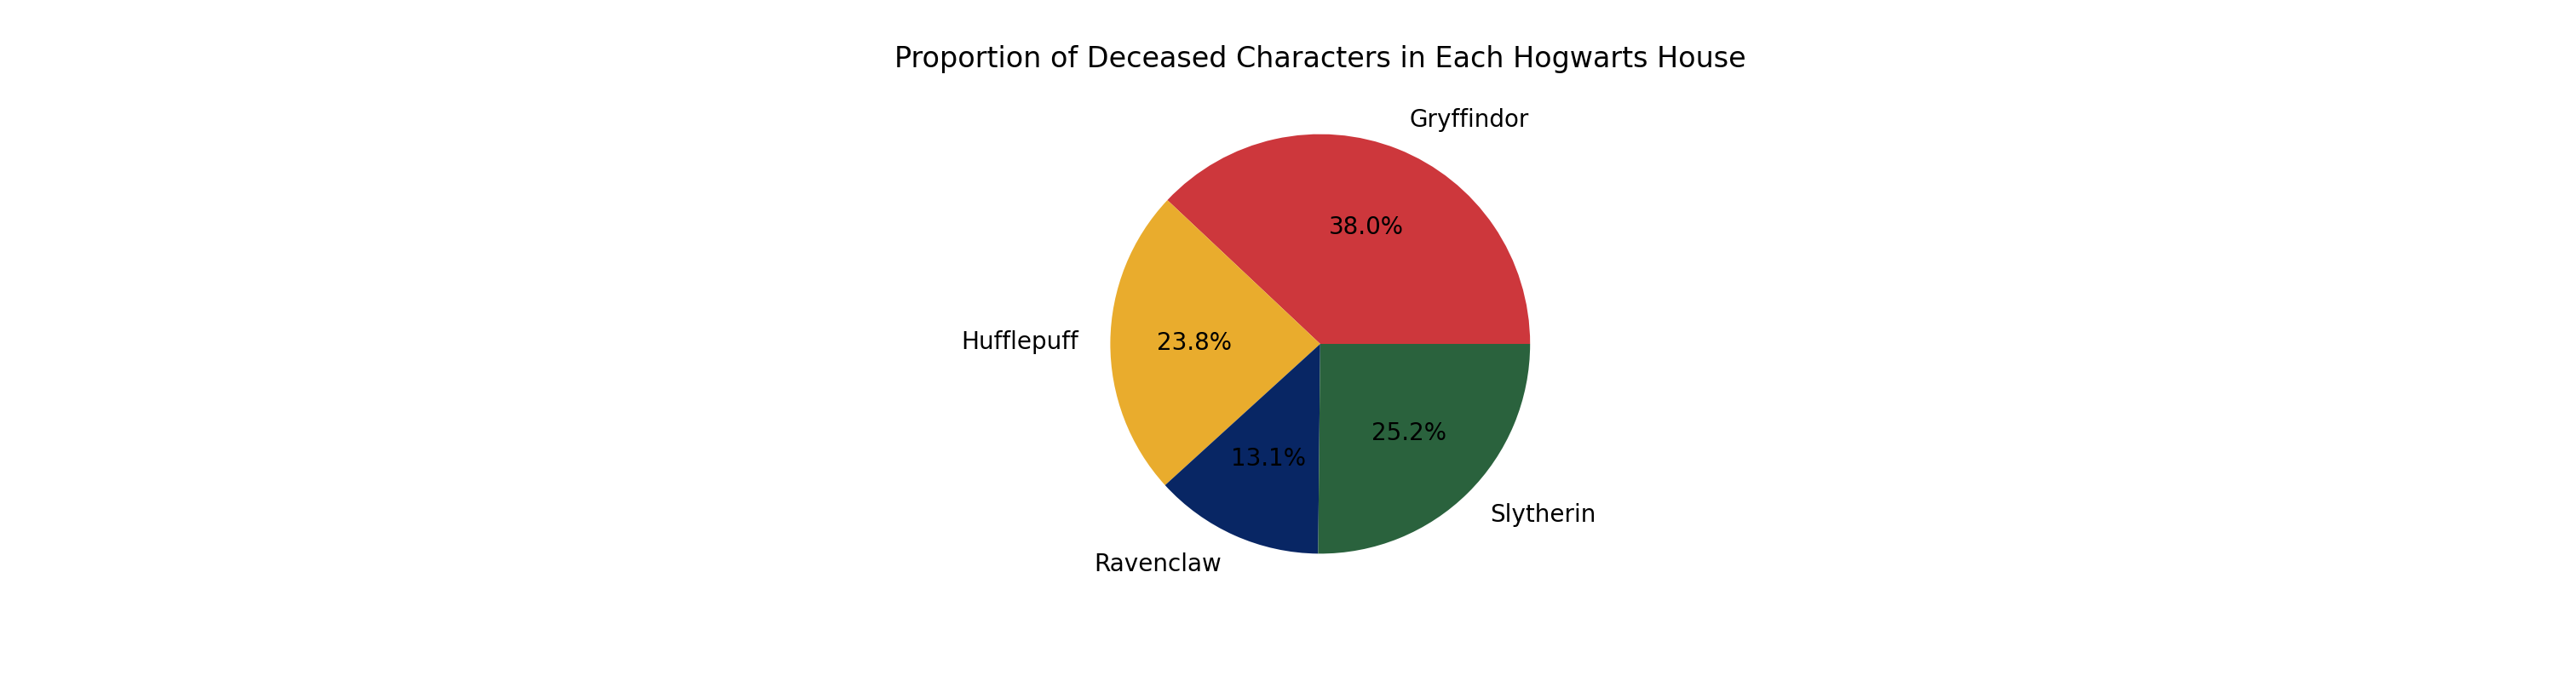 Proportion of Deceased Characters in Each Hogwarts House
Gryffindor
38.0%
Hufflepuff
23.8%
13.1%
Ravenclaw
25.2%
Slytherin